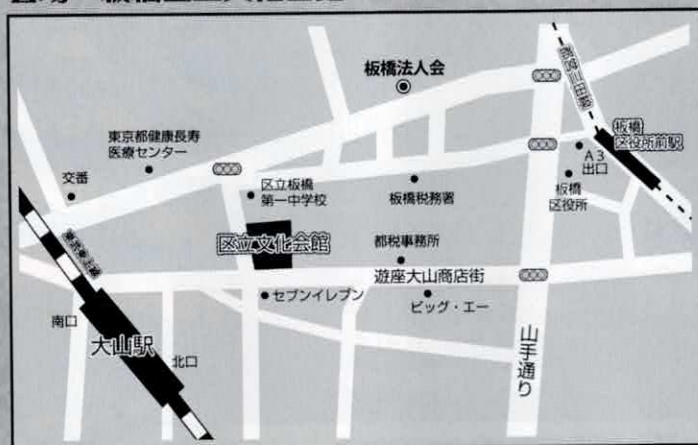 板橋法人会
都営三田線
板橋
区役所前駅
A3
出口
板橋
区役所
東京都健康長寿
医療センター
交番
区立板橋
第一中学校
板橋税務署
東武東上線
区立文化会館
都税事務所
遊座大山商店街
セブンイレブン
ビッグ・エー
南口
大山駅
北口
山手通り